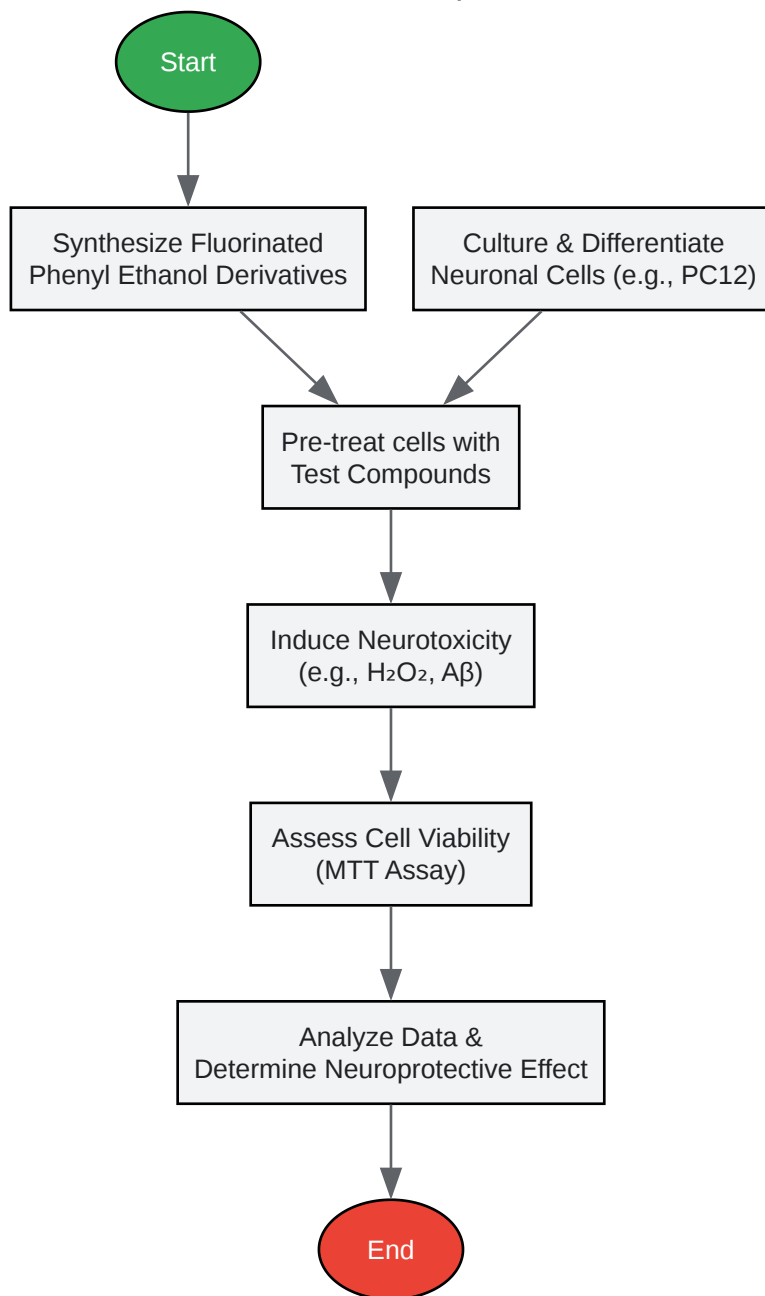 Start
Synthesize Fluorinated
Phenyl Ethanol Derivatives
Culture & Differentiate
Neuronal Cells (e.g., PC12)
Pre-treat cells with
Test Compounds
Induce Neurotoxicity
(e.g., H₂O₂, Aβ)
Assess Cell Viability
(MTT Assay)
Analyze Data &
Determine Neuroprotective Effect
End